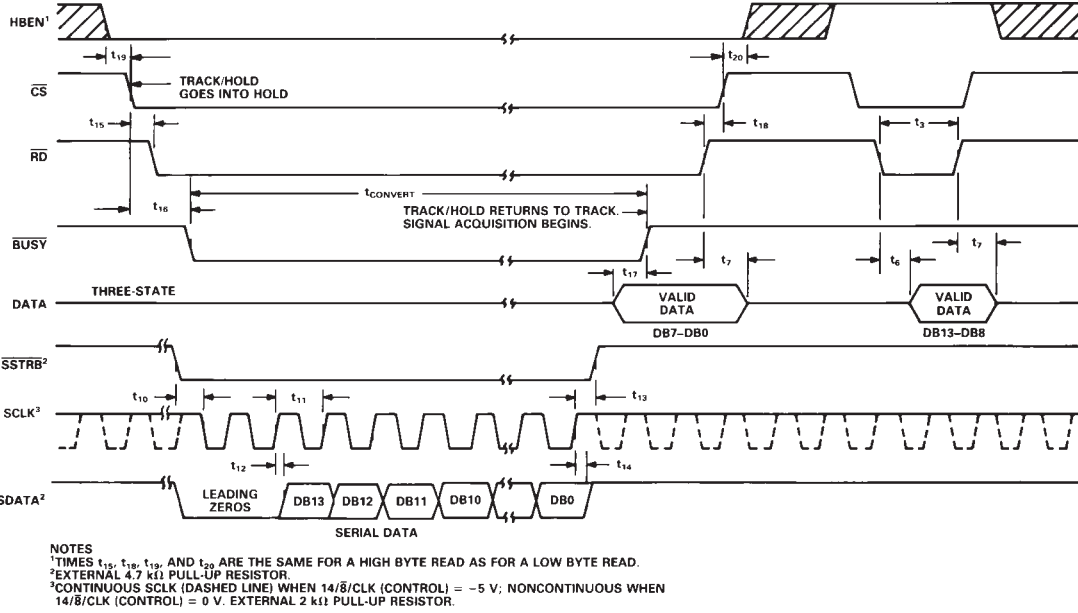 HBEN¹
t₁₉
t₂₀
C̅S̅
TRACK/HOLD
GOES INTO HOLD
t₁₅
t₁₈
t₃
R̅D̅
tCONVERT
t₁₆
TRACK/HOLD RETURNS TO TRACK.
SIGNAL ACQUISITION BEGINS.
B̅U̅S̅Y̅
t₁₇
t₇
t₆
t₇
DATA
THREE-STATE
VALID
DATA
VALID
DATA
DB7–DB0
DB13–DB8
S̅S̅T̅R̅B̅²
t₁₀
t₁₁
t₁₃
SCLK³
t₁₂
t₁₄
SDATA²
LEADING
ZEROS
DB13
DB12
DB11
DB10
DB0
SERIAL DATA
NOTES
¹TIMES t₁₅, t₁₈, t₁₉, AND t₂₀ ARE THE SAME FOR A HIGH BYTE READ AS FOR A LOW BYTE READ.
²EXTERNAL 4.7 kΩ PULL-UP RESISTOR.
³CONTINUOUS SCLK (DASHED LINE) WHEN 14/8̅/CLK (CONTROL) = –5 V; NONCONTINUOUS WHEN
14/8̅/CLK (CONTROL) = 0 V. EXTERNAL 2 kΩ PULL-UP RESISTOR.